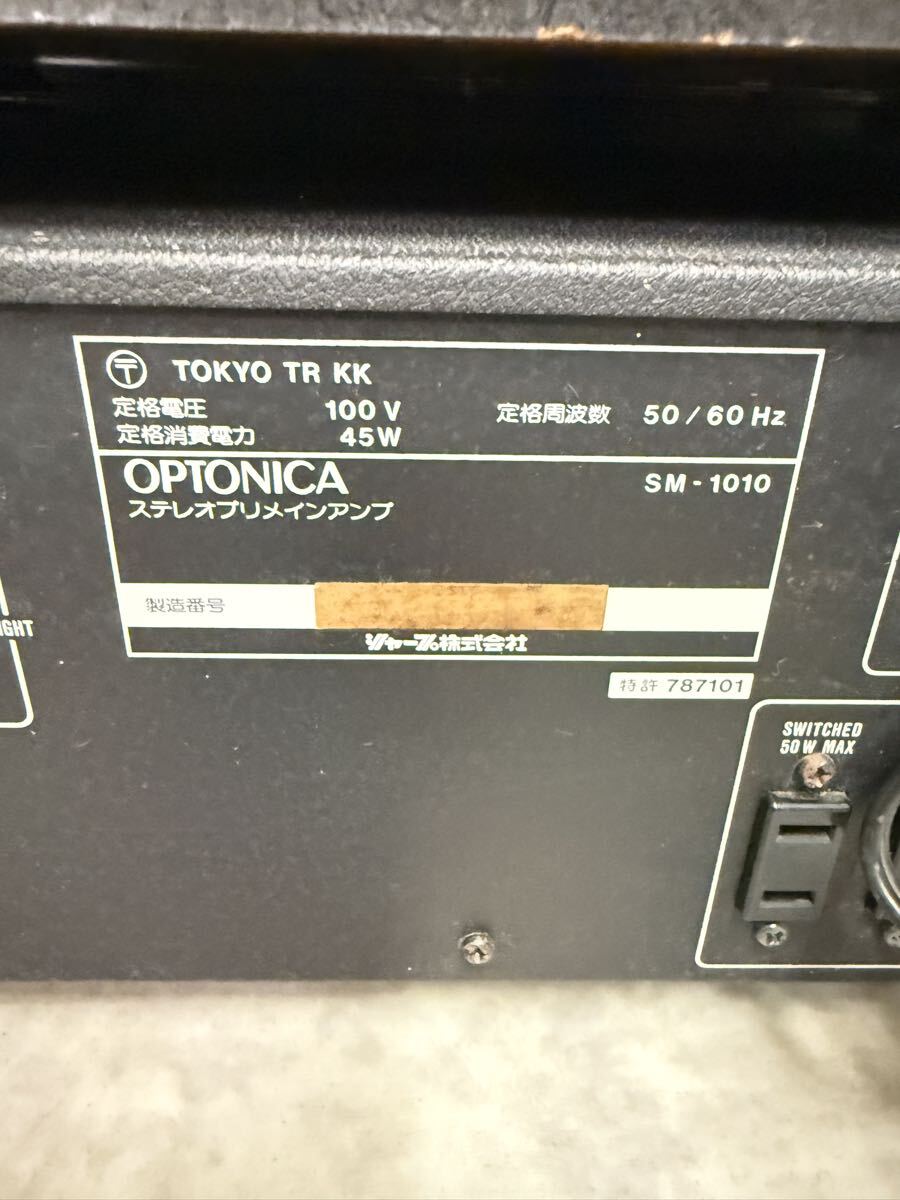 〒 TOKYO TR KK
定格電圧 100 V 定格周波数 50 / 60 Hz
定格消費電力 45W
OPTONICA SM - 1010
ステレオプリメインアンプ
製造番号
シャープ株式会社
特許 787101
IGHT
SWITCHED
50W MAX